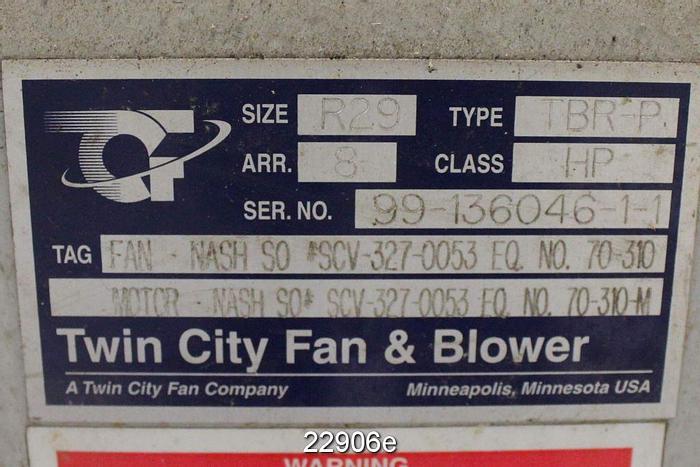 SIZE R29 TYPE TBR-P
ARR. 8 CLASS HP
SER. NO. 99-136046-1-1
TAG FAN - NASH SO #SCV-327-0053 EQ. NO. 70-310
MOTOR - NASH SO# SCV-327-0053 EQ. NO. 70-310-M
Twin City Fan & Blower
A Twin City Fan Company Minneapolis, Minnesota USA
22906e
WARNING